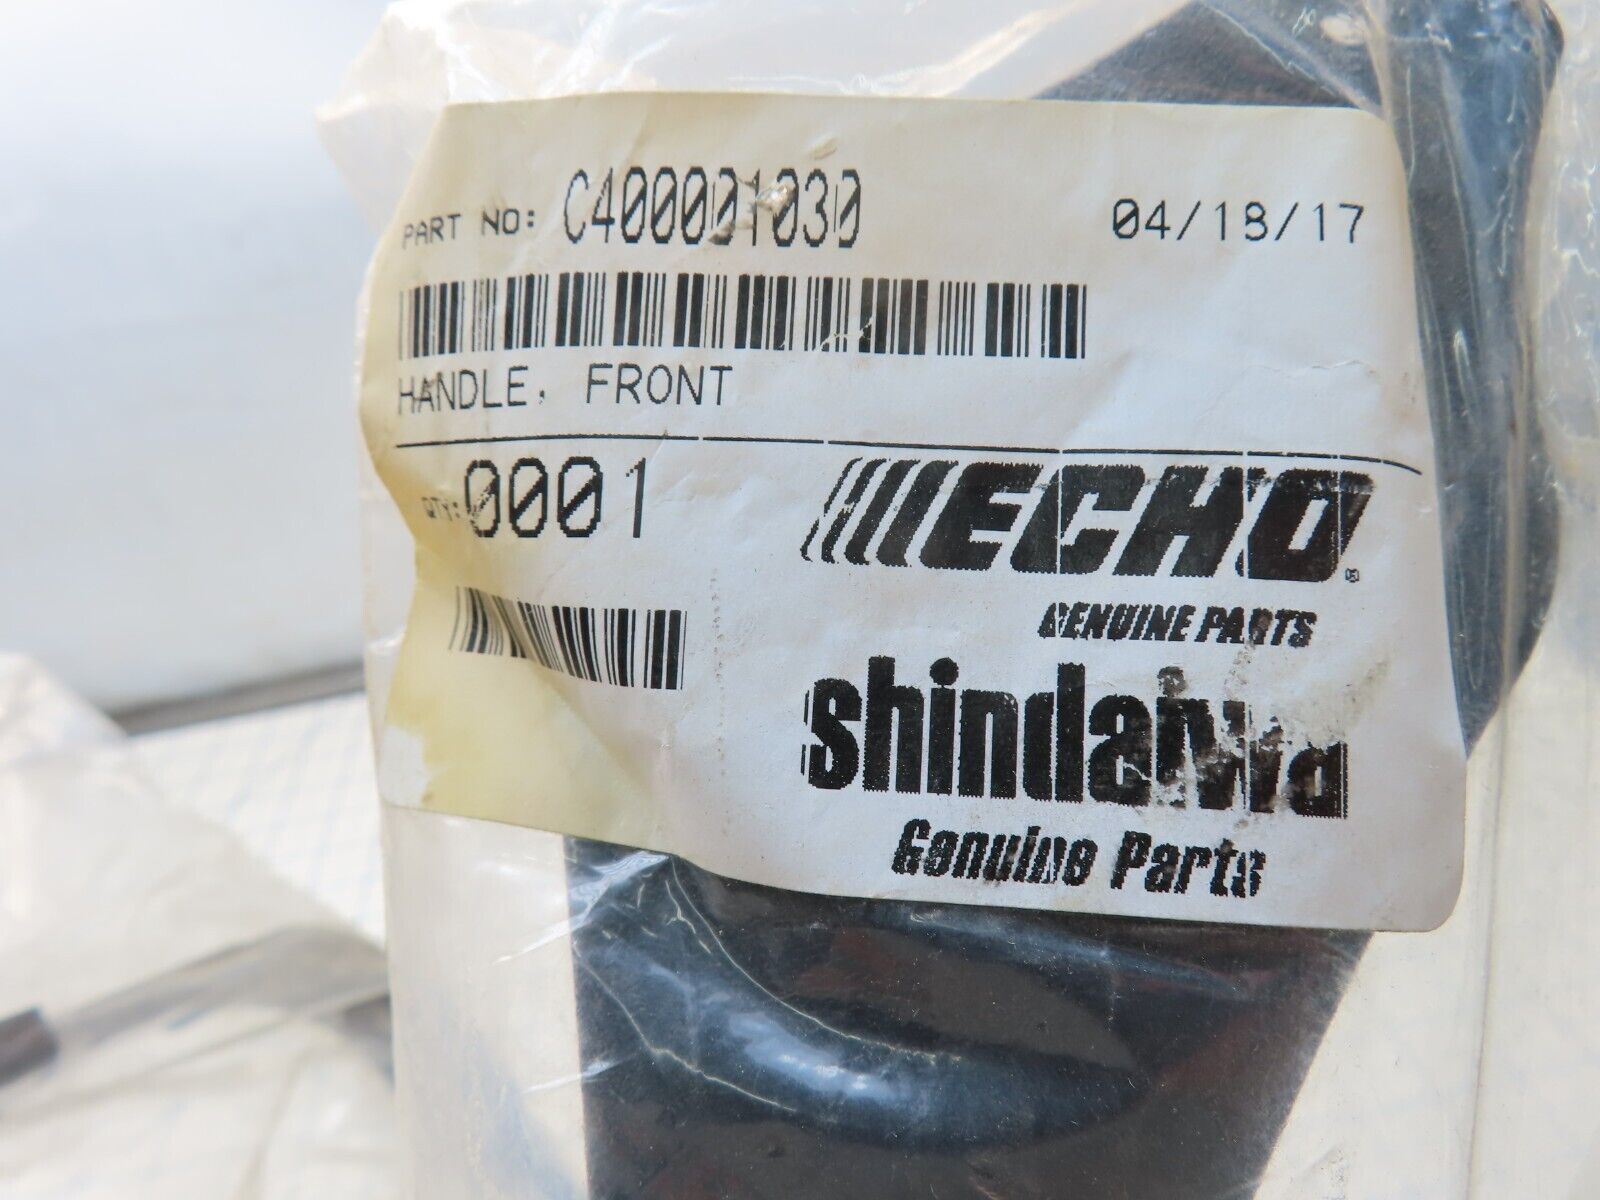 PART NO: C400001030 04/18/17
HANDLE, FRONT
QTY: 0001
ECHO®
GENUINE PARTS
shindaiwa
Genuine Parts